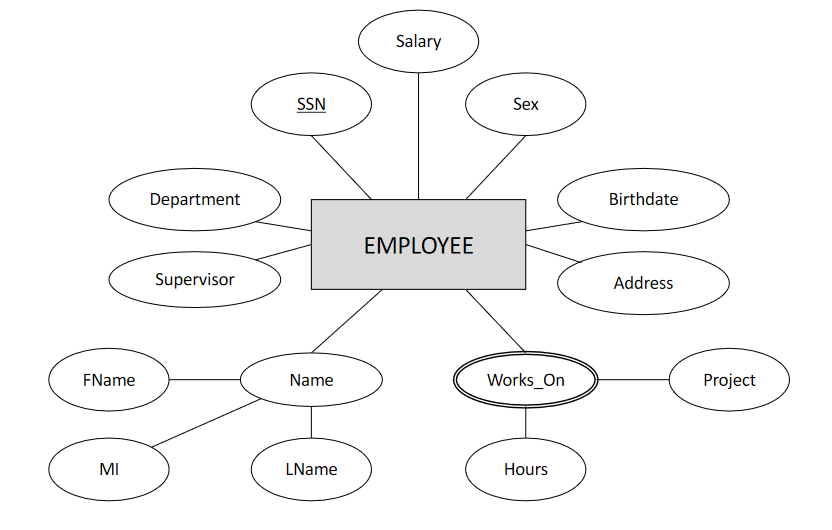 Salary
SSN
Sex
Department
Birthdate
EMPLOYEE
Supervisor
Address
FName
Name
Works_On
Project
MI
LName
Hours